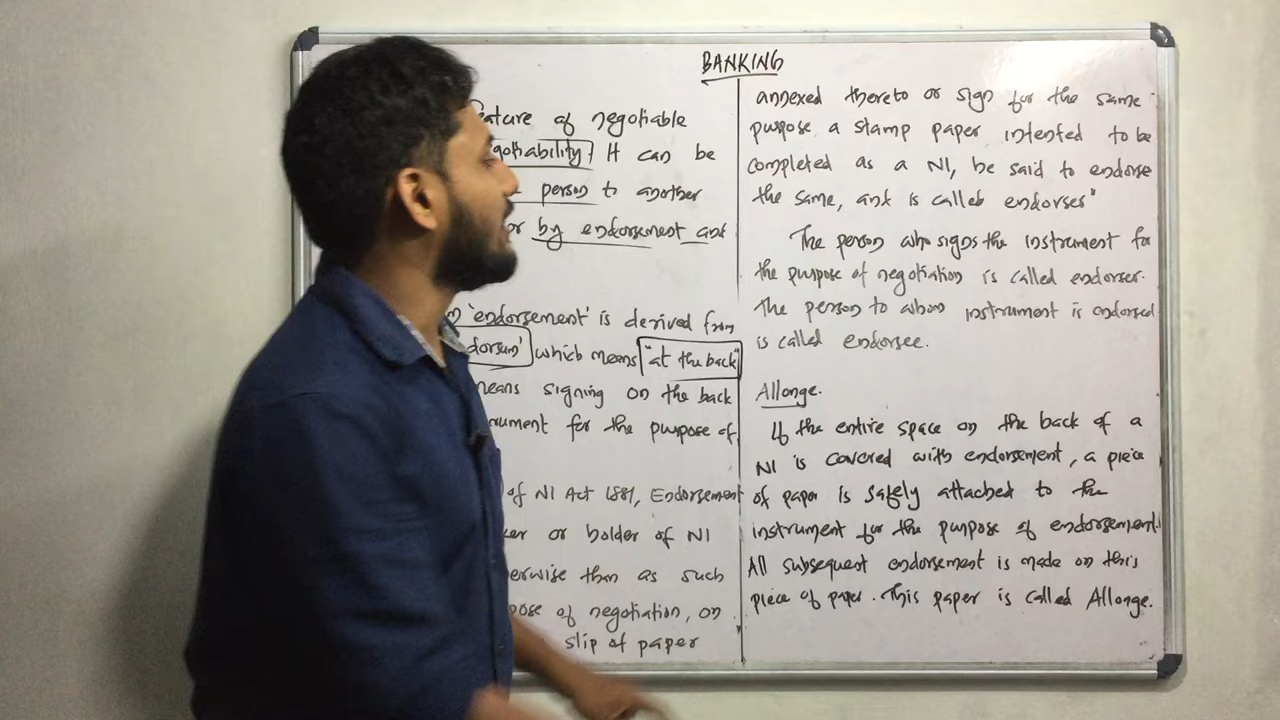 BANKING
eature of negotiable
gotiability. It can be
person to another
or by endorsement and
'endorsement' is derived from
dorsum' which means "at the back"
means signing on the back
rument for the purpose of
of NI Act 1881, Endorsement
ker or holder of NI
erwise than as such
pose of negotiation, on
slip of paper
annexed thereto or sign for the same
purpose a stamp paper intented to be
completed as a NI, he said to endorse
the same, and is called endorser"
The person who signs the instrument for
the purpose of negotiation is called endorser.
The person to whom instrument is endorsed
is called endorsee.
Allonge.
If the entire space on the back of a
NI is covered with endorsement, a piece
of paper is safely attached to the
instrument for the purpose of endorsement.
All subsequent endorsement is made on this
piece of paper. This paper is called Allonge.